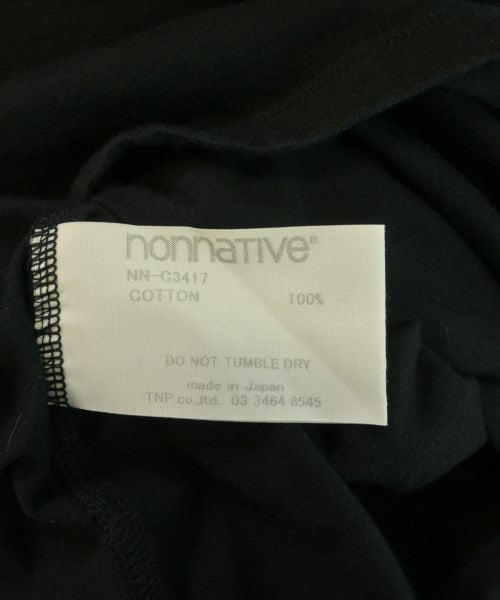 nonnative®
NN-C3417
COTTON 100%
DO NOT TUMBLE DRY
made in Japan
TNP.co.,ltd. 03 3464 8545